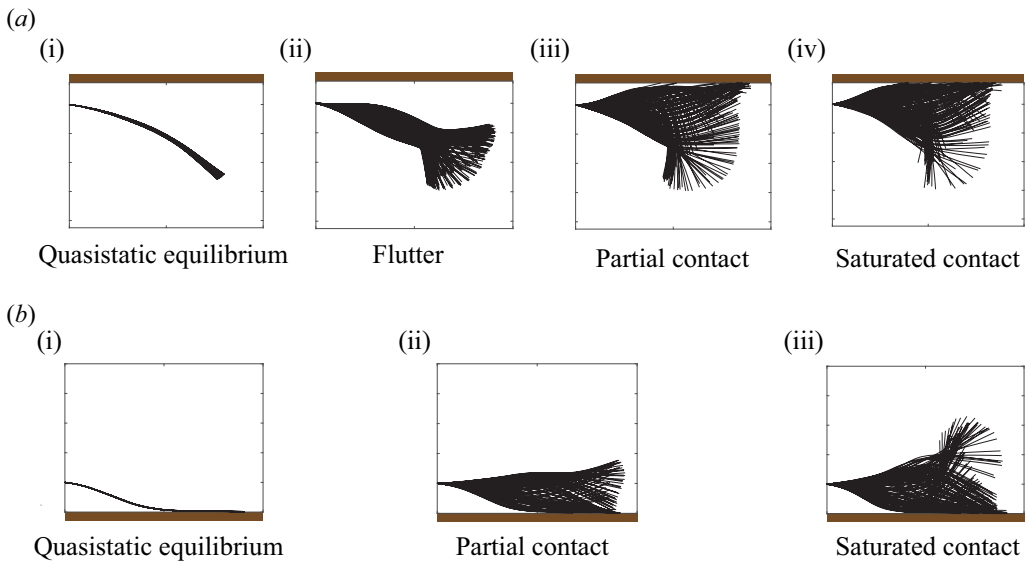 (a)
(i) (ii) (iii) (iv)
Quasistatic equilibrium Flutter Partial contact Saturated contact
(b)
(i) (ii) (iii)
Quasistatic equilibrium Partial contact Saturated contact